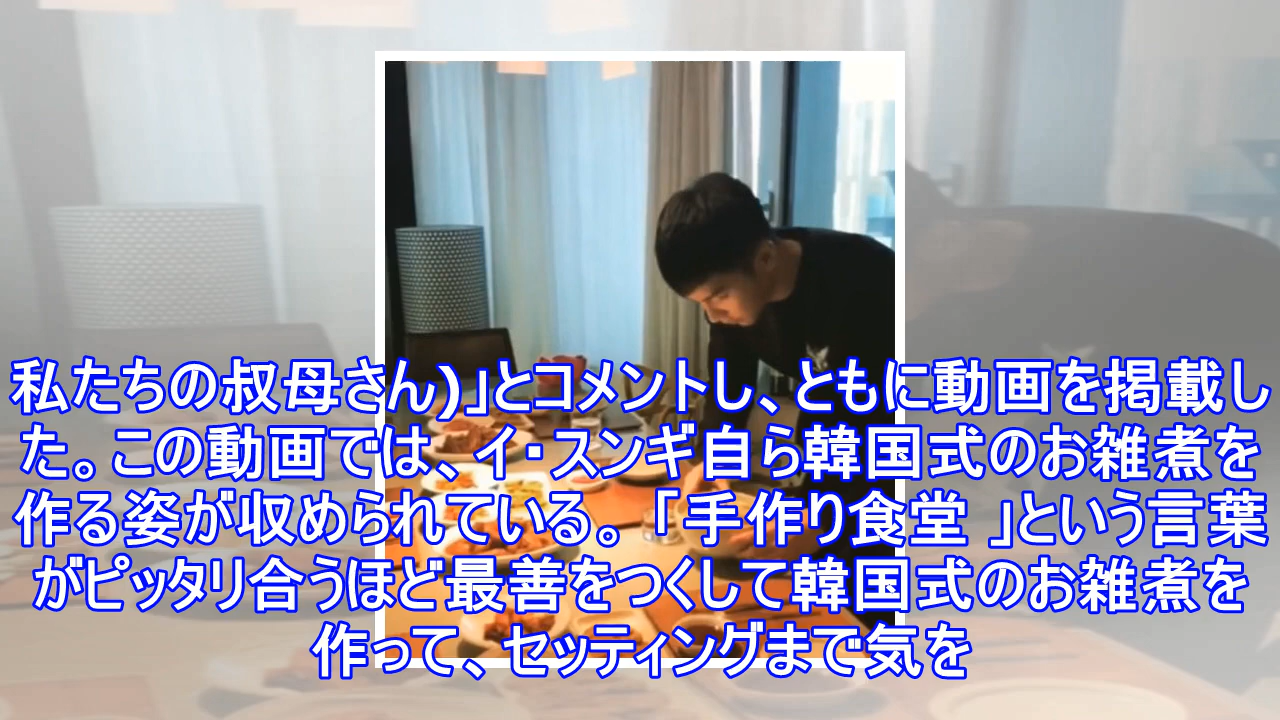 私たちの叔母さん)」とコメントし、ともに動画を掲載し
た。この動画では、イ・スンギ自ら韓国式のお雑煮を
作る姿が収められている。「手作り食堂 」という言葉
がピッタリ合うほど最善をつくして韓国式のお雑煮を
作って、セッティングまで気を